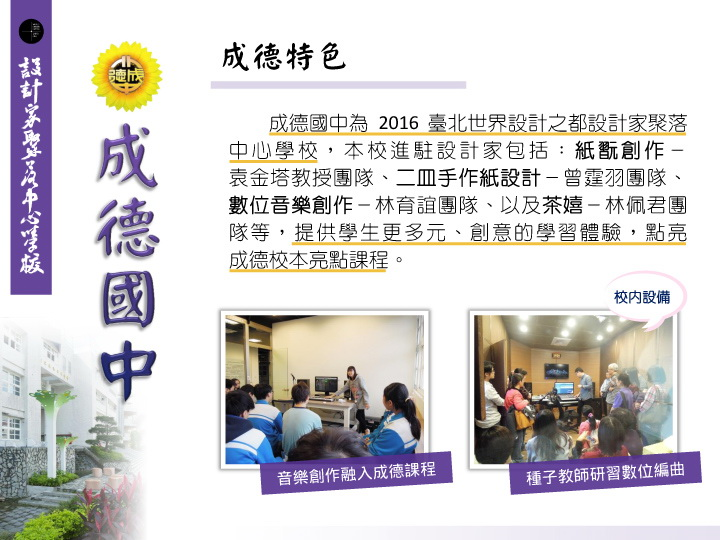 設計家聚落中心學校
成德
成德國中
成德特色
成德國中為 2016 臺北世界設計之都設計家聚落
中心學校，本校進駐設計家包括：紙翫創作－
袁金塔教授團隊、二皿手作紙設計－曾霆羽團隊、
數位音樂創作－林育誼團隊、以及茶嬉－林佩君團
隊等，提供學生更多元、創意的學習體驗，點亮
成德校本亮點課程。
校內設備
音樂創作融入成德課程
種子教師研習數位編曲